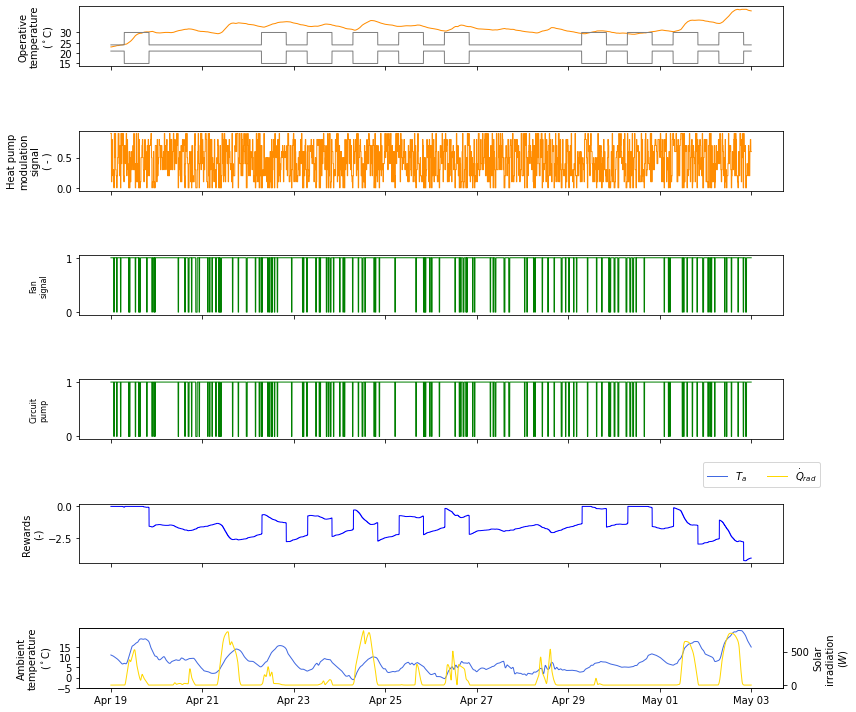 Operative
temperature
(°C)
30
25
20
15
Heat pump
modulation
signal
( - )
0.5
0.0
Fan
signal
1
0
Circuit
pump
1
0
T_a
Q̇_rad
Rewards
(-)
0.0
−2.5
Ambient
temperature
(°C)
15
10
5
0
−5
500
0
Solar
irradiation
(W)
Apr 19
Apr 21
Apr 23
Apr 25
Apr 27
Apr 29
May 01
May 03